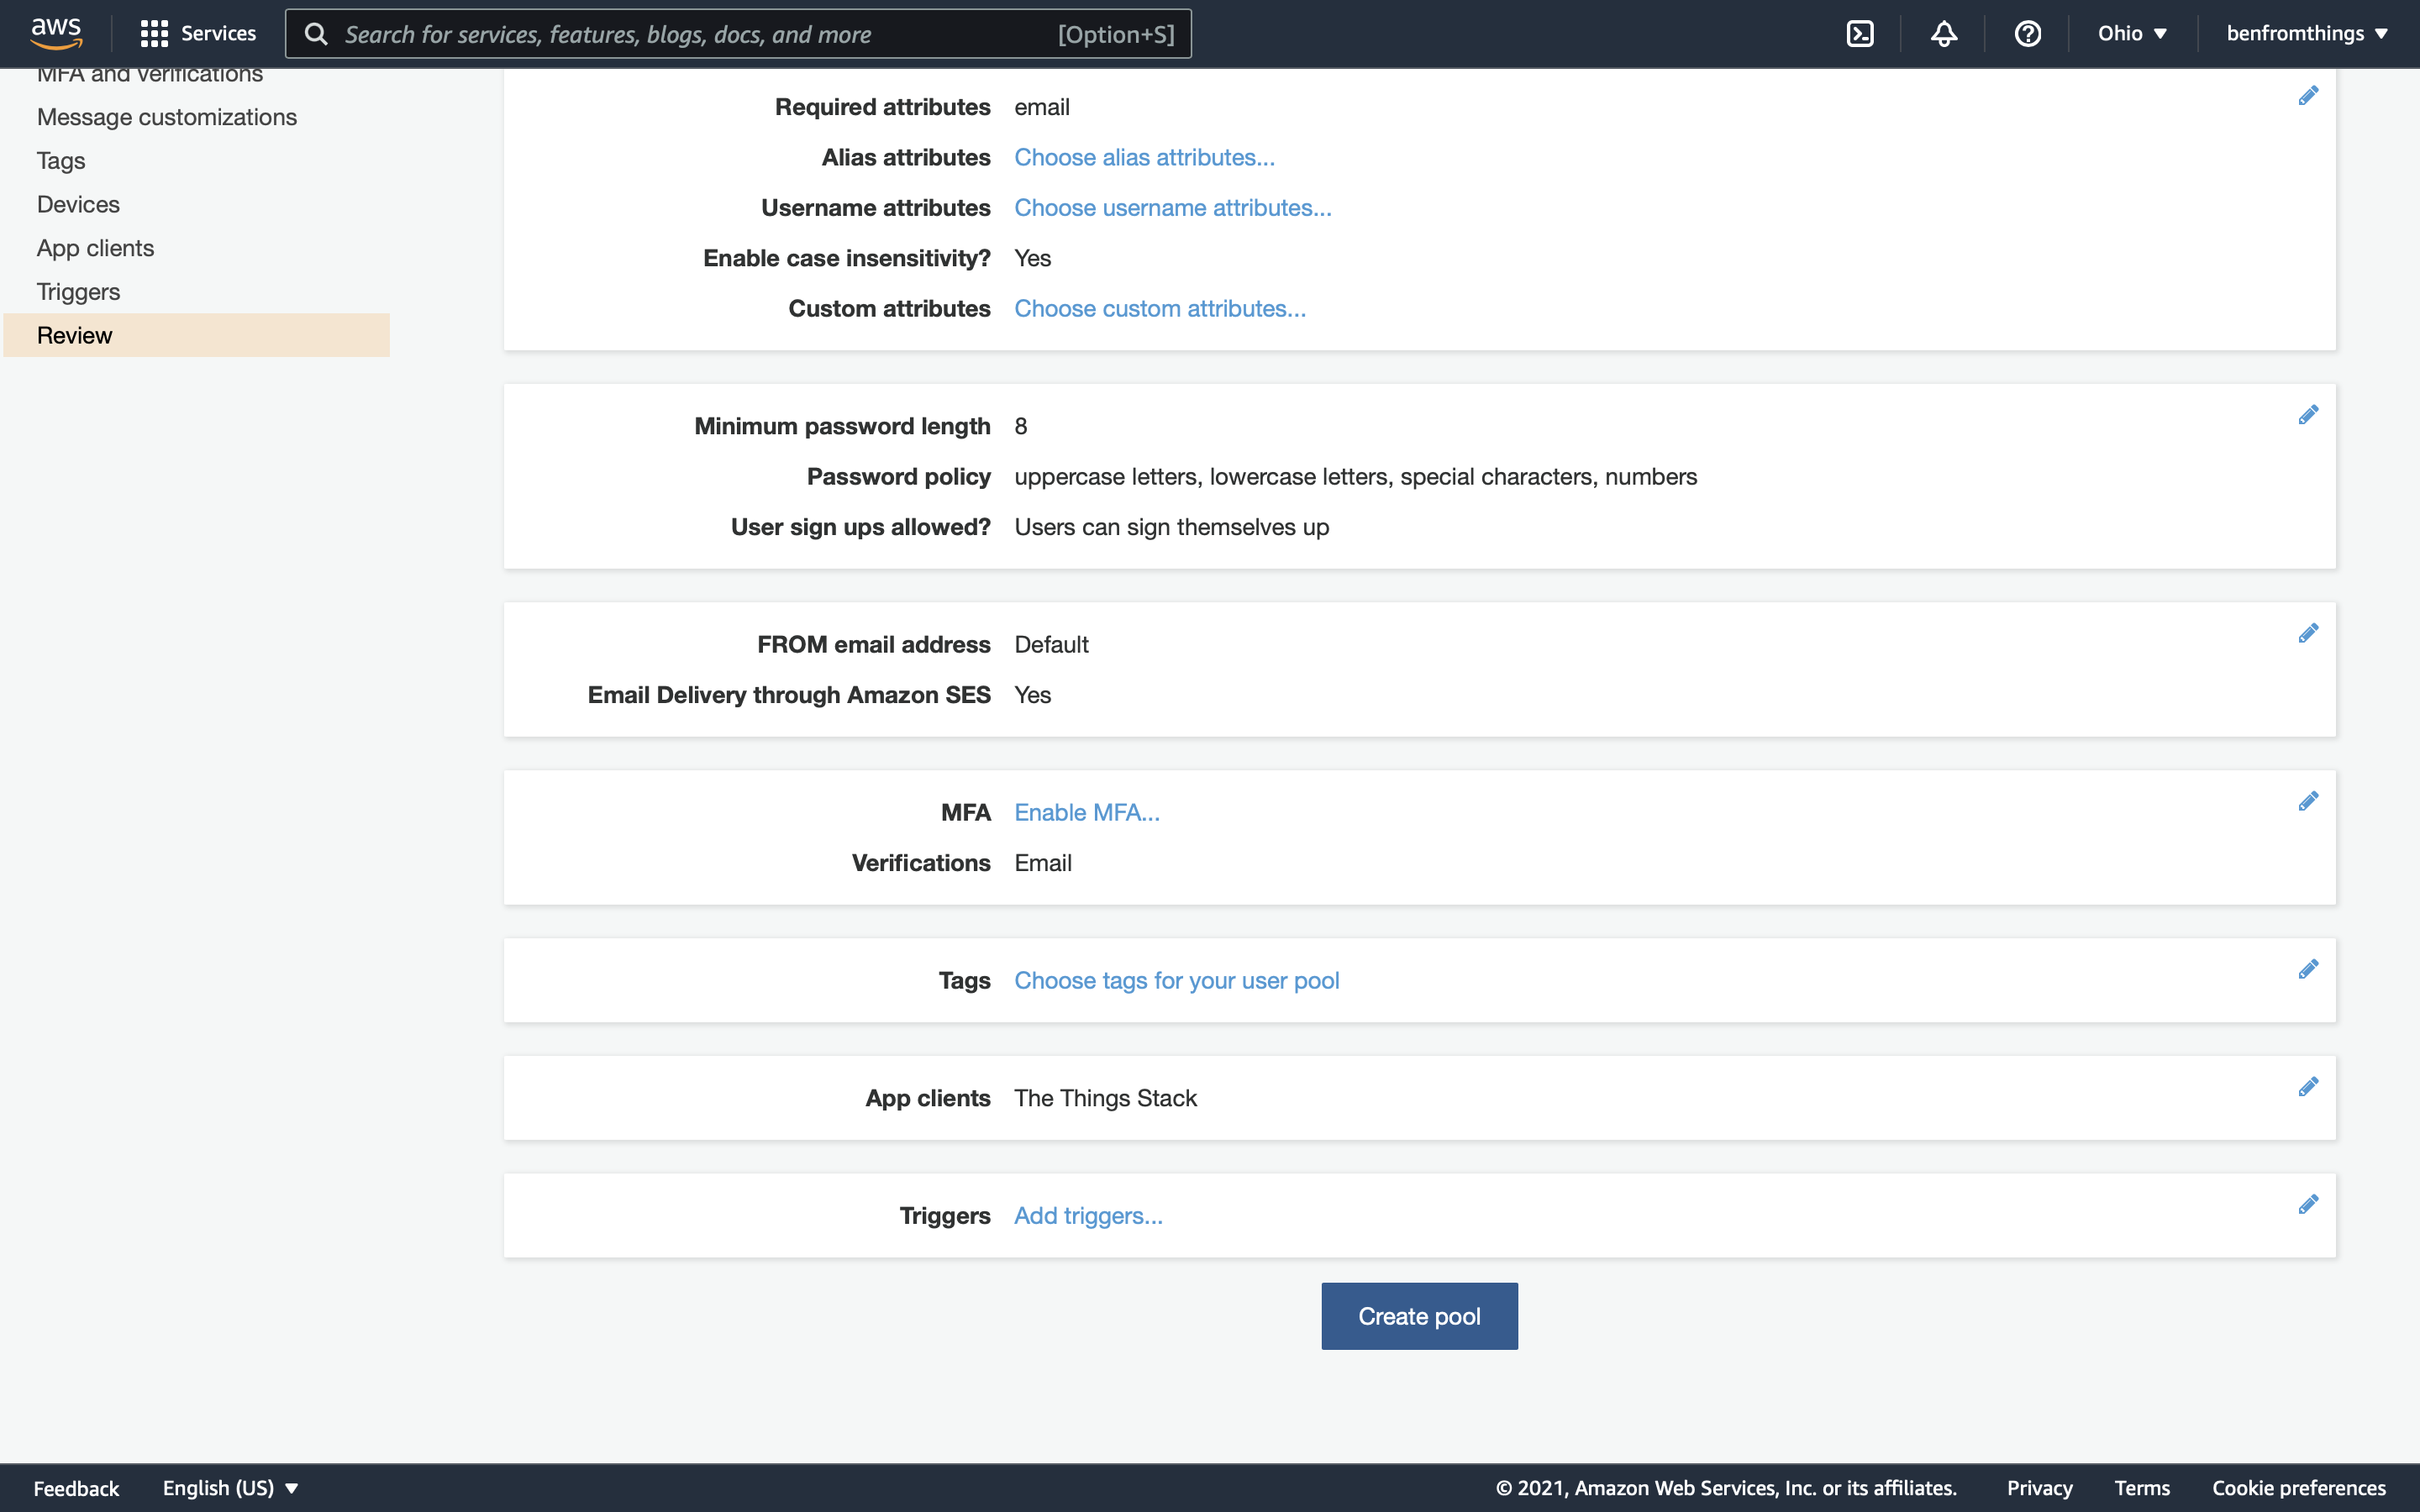 aws
Services
Search for services, features, blogs, docs, and more [Option+S]
Ohio ▼
benfromthings ▼
MFA and verifications
Message customizations
Tags
Devices
App clients
Triggers
Review
Required attributes email
Alias attributes Choose alias attributes...
Username attributes Choose username attributes...
Enable case insensitivity? Yes
Custom attributes Choose custom attributes...
Minimum password length 8
Password policy uppercase letters, lowercase letters, special characters, numbers
User sign ups allowed? Users can sign themselves up
FROM email address Default
Email Delivery through Amazon SES Yes
MFA Enable MFA...
Verifications Email
Tags Choose tags for your user pool
App clients The Things Stack
Triggers Add triggers...
Create pool
Feedback English (US) ▼ © 2021, Amazon Web Services, Inc. or its affiliates. Privacy Terms Cookie preferences